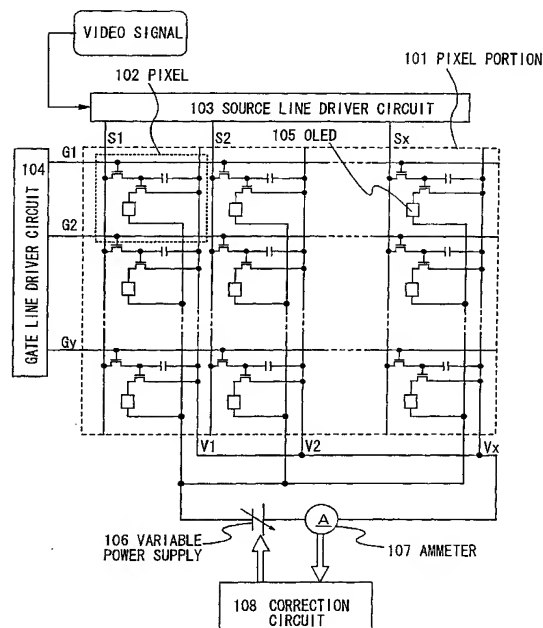 VIDEO SIGNAL
102 PIXEL
101 PIXEL PORTION
103 SOURCE LINE DRIVER CIRCUIT
S1
S2
105 OLED
Sx
104
GATE LINE DRIVER CIRCUIT
G1
G2
Gy
V1
V2
Vx
A
106 VARIABLE
POWER SUPPLY
107 AMMETER
108 CORRECTION
CIRCUIT